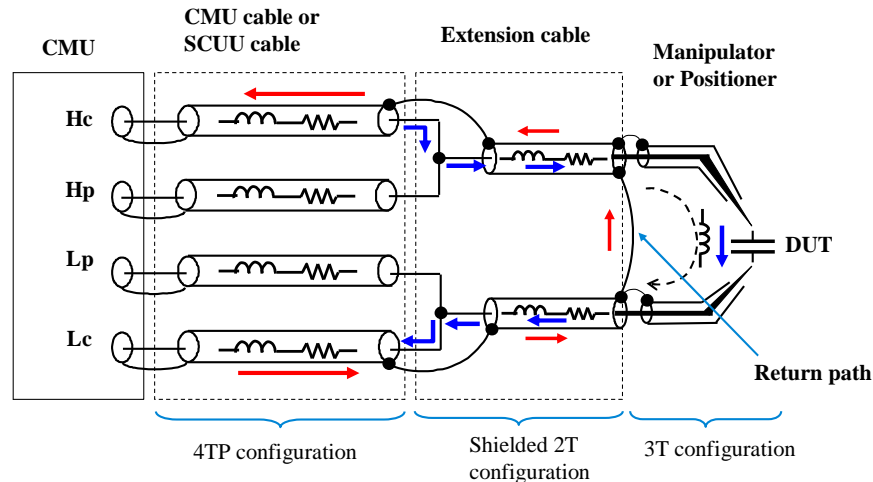 CMU
CMU cable or
SCUU cable
Extension cable
Manipulator
or Positioner
Hc
Hp
Lp
Lc
DUT
Return path
4TP configuration
Shielded 2T
configuration
3T configuration